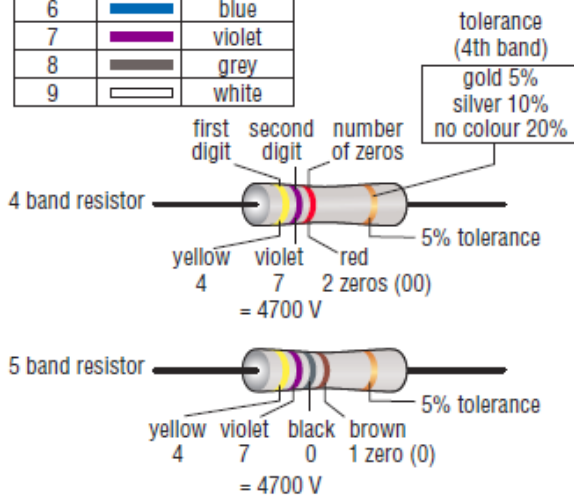 6 blue
7 violet
8 grey
9 white
tolerance
(4th band)
gold 5%
silver 10%
no colour 20%
first digit second digit number of zeros
4 band resistor
5% tolerance
yellow violet red
4 7 2 zeros (00)
= 4700 V
5 band resistor
5% tolerance
yellow violet black brown
4 7 0 1 zero (0)
= 4700 V